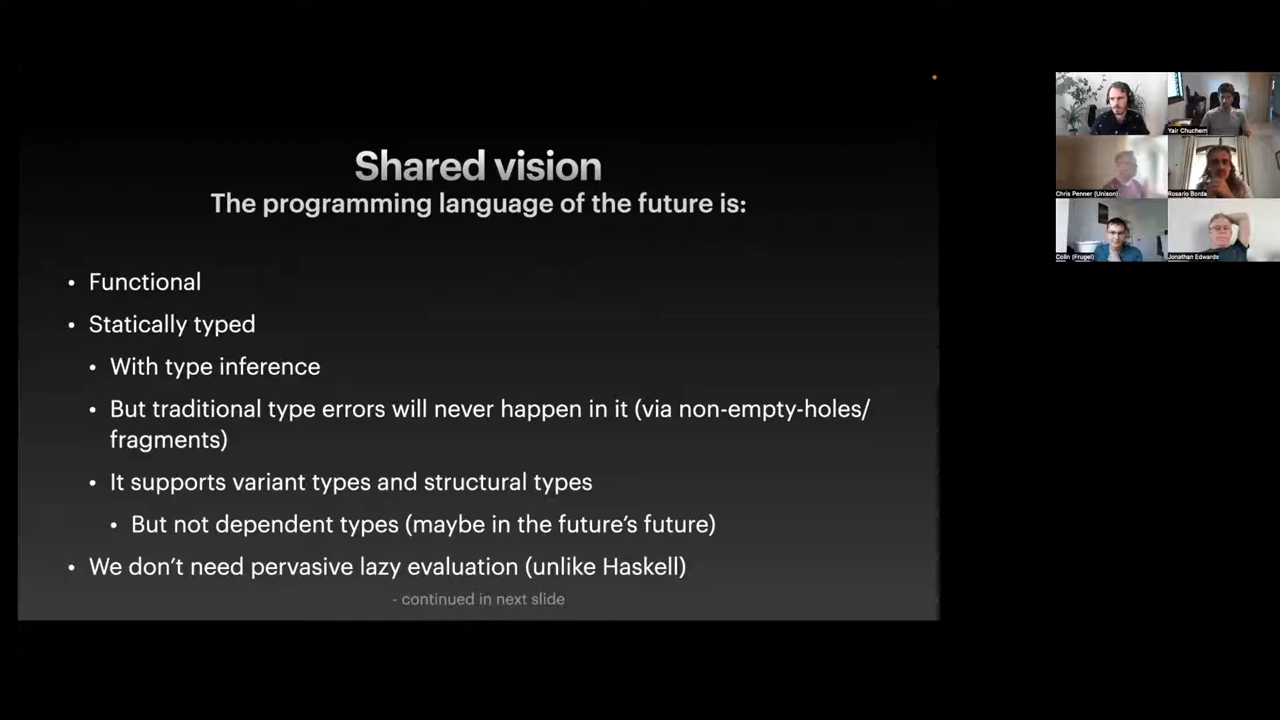 Shared vision
The programming language of the future is:
• Functional
• Statically typed
• With type inference
• But traditional type errors will never happen in it (via non-empty-holes/
fragments)
• It supports variant types and structural types
• But not dependent types (maybe in the future's future)
• We don't need pervasive lazy evaluation (unlike Haskell)
- continued in next slide
Yair Chuchem
Chris Penner (Unison)
Rosario Borda
Colin (Frugel)
Jonathan Edwards